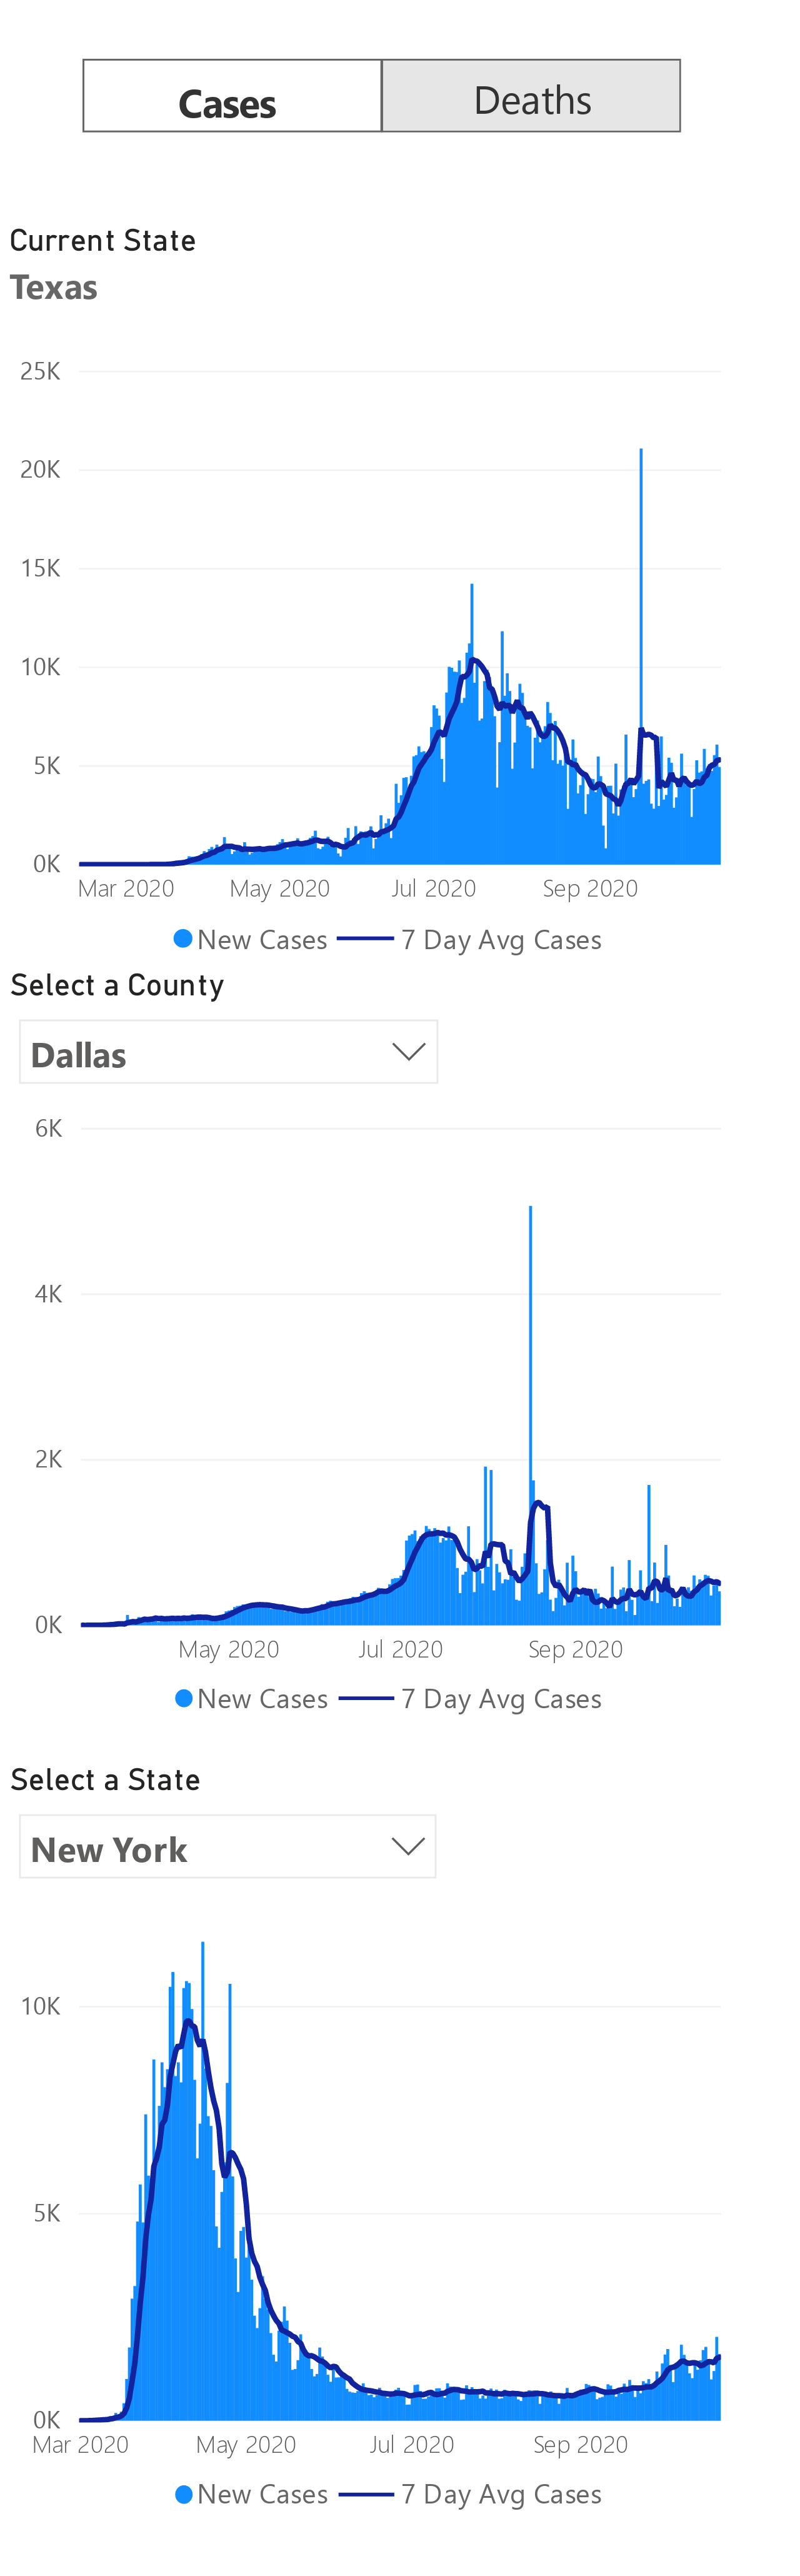 Cases Deaths
Current State
Texas
25K
20K
15K
10K
5K
0K
Mar 2020 May 2020 Jul 2020 Sep 2020
New Cases 7 Day Avg Cases
Select a County
Dallas
6K
4K
2K
0K
May 2020 Jul 2020 Sep 2020
New Cases 7 Day Avg Cases
Select a State
New York
10K
5K
0K
Mar 2020 May 2020 Jul 2020 Sep 2020
New Cases 7 Day Avg Cases